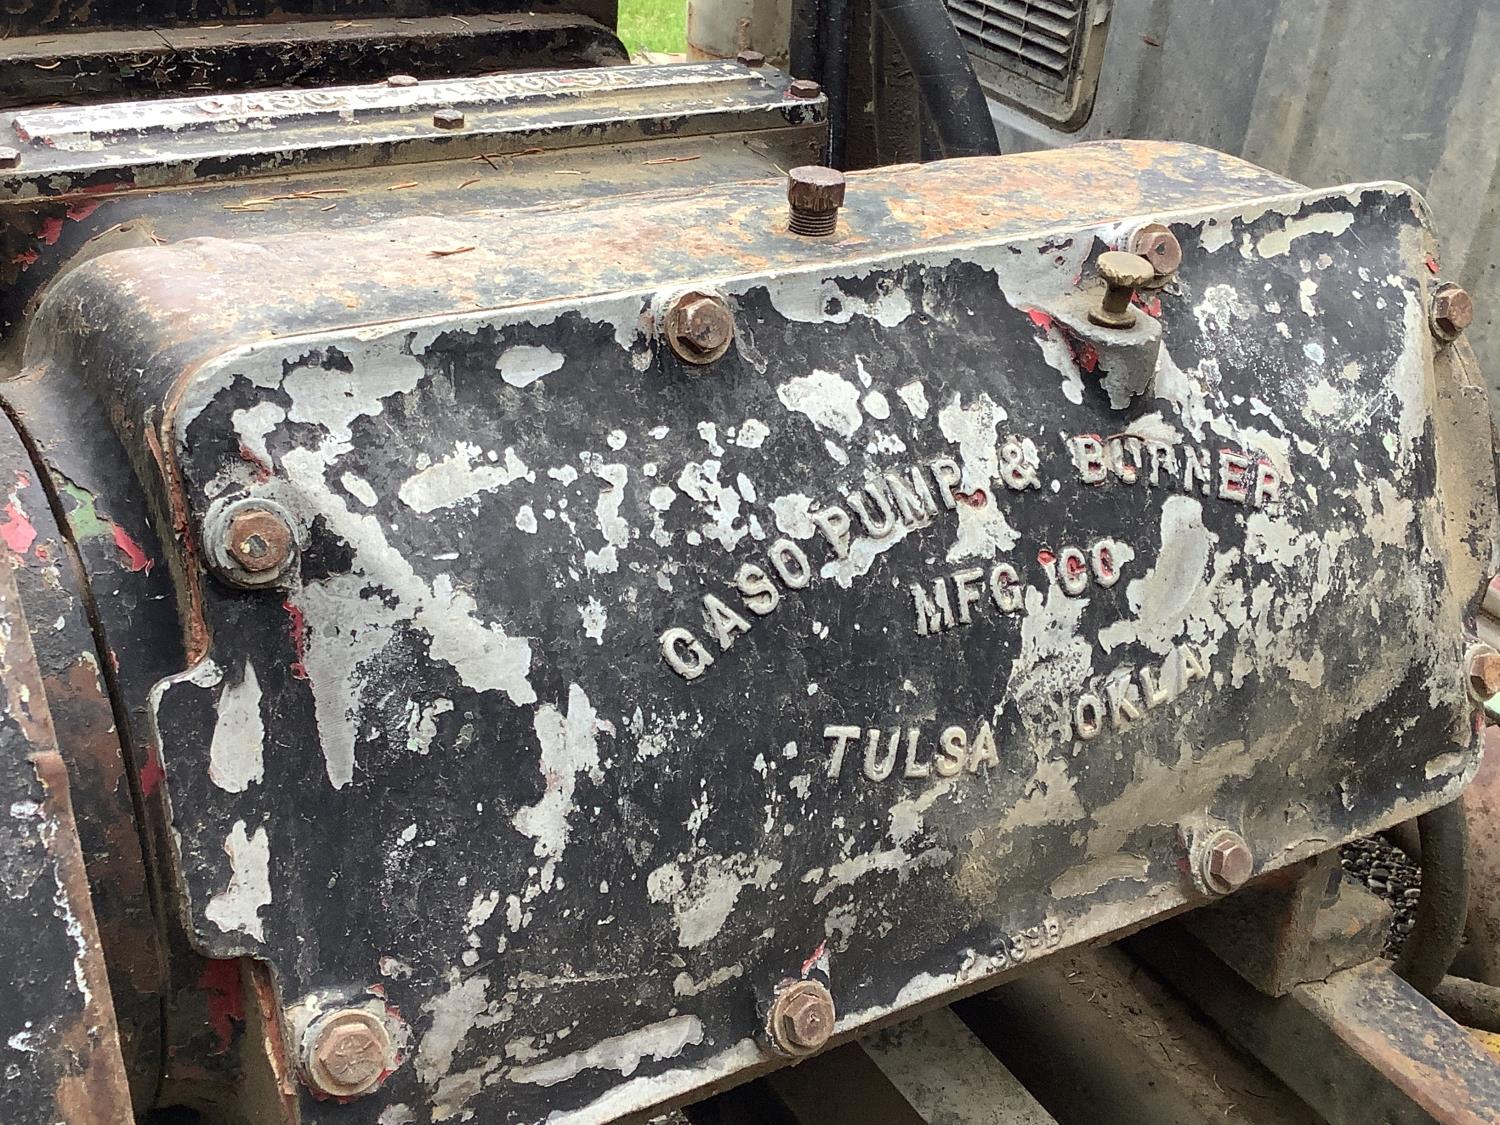 GASO PUMP & BURNER
MFG CO
TULSA OKLA.